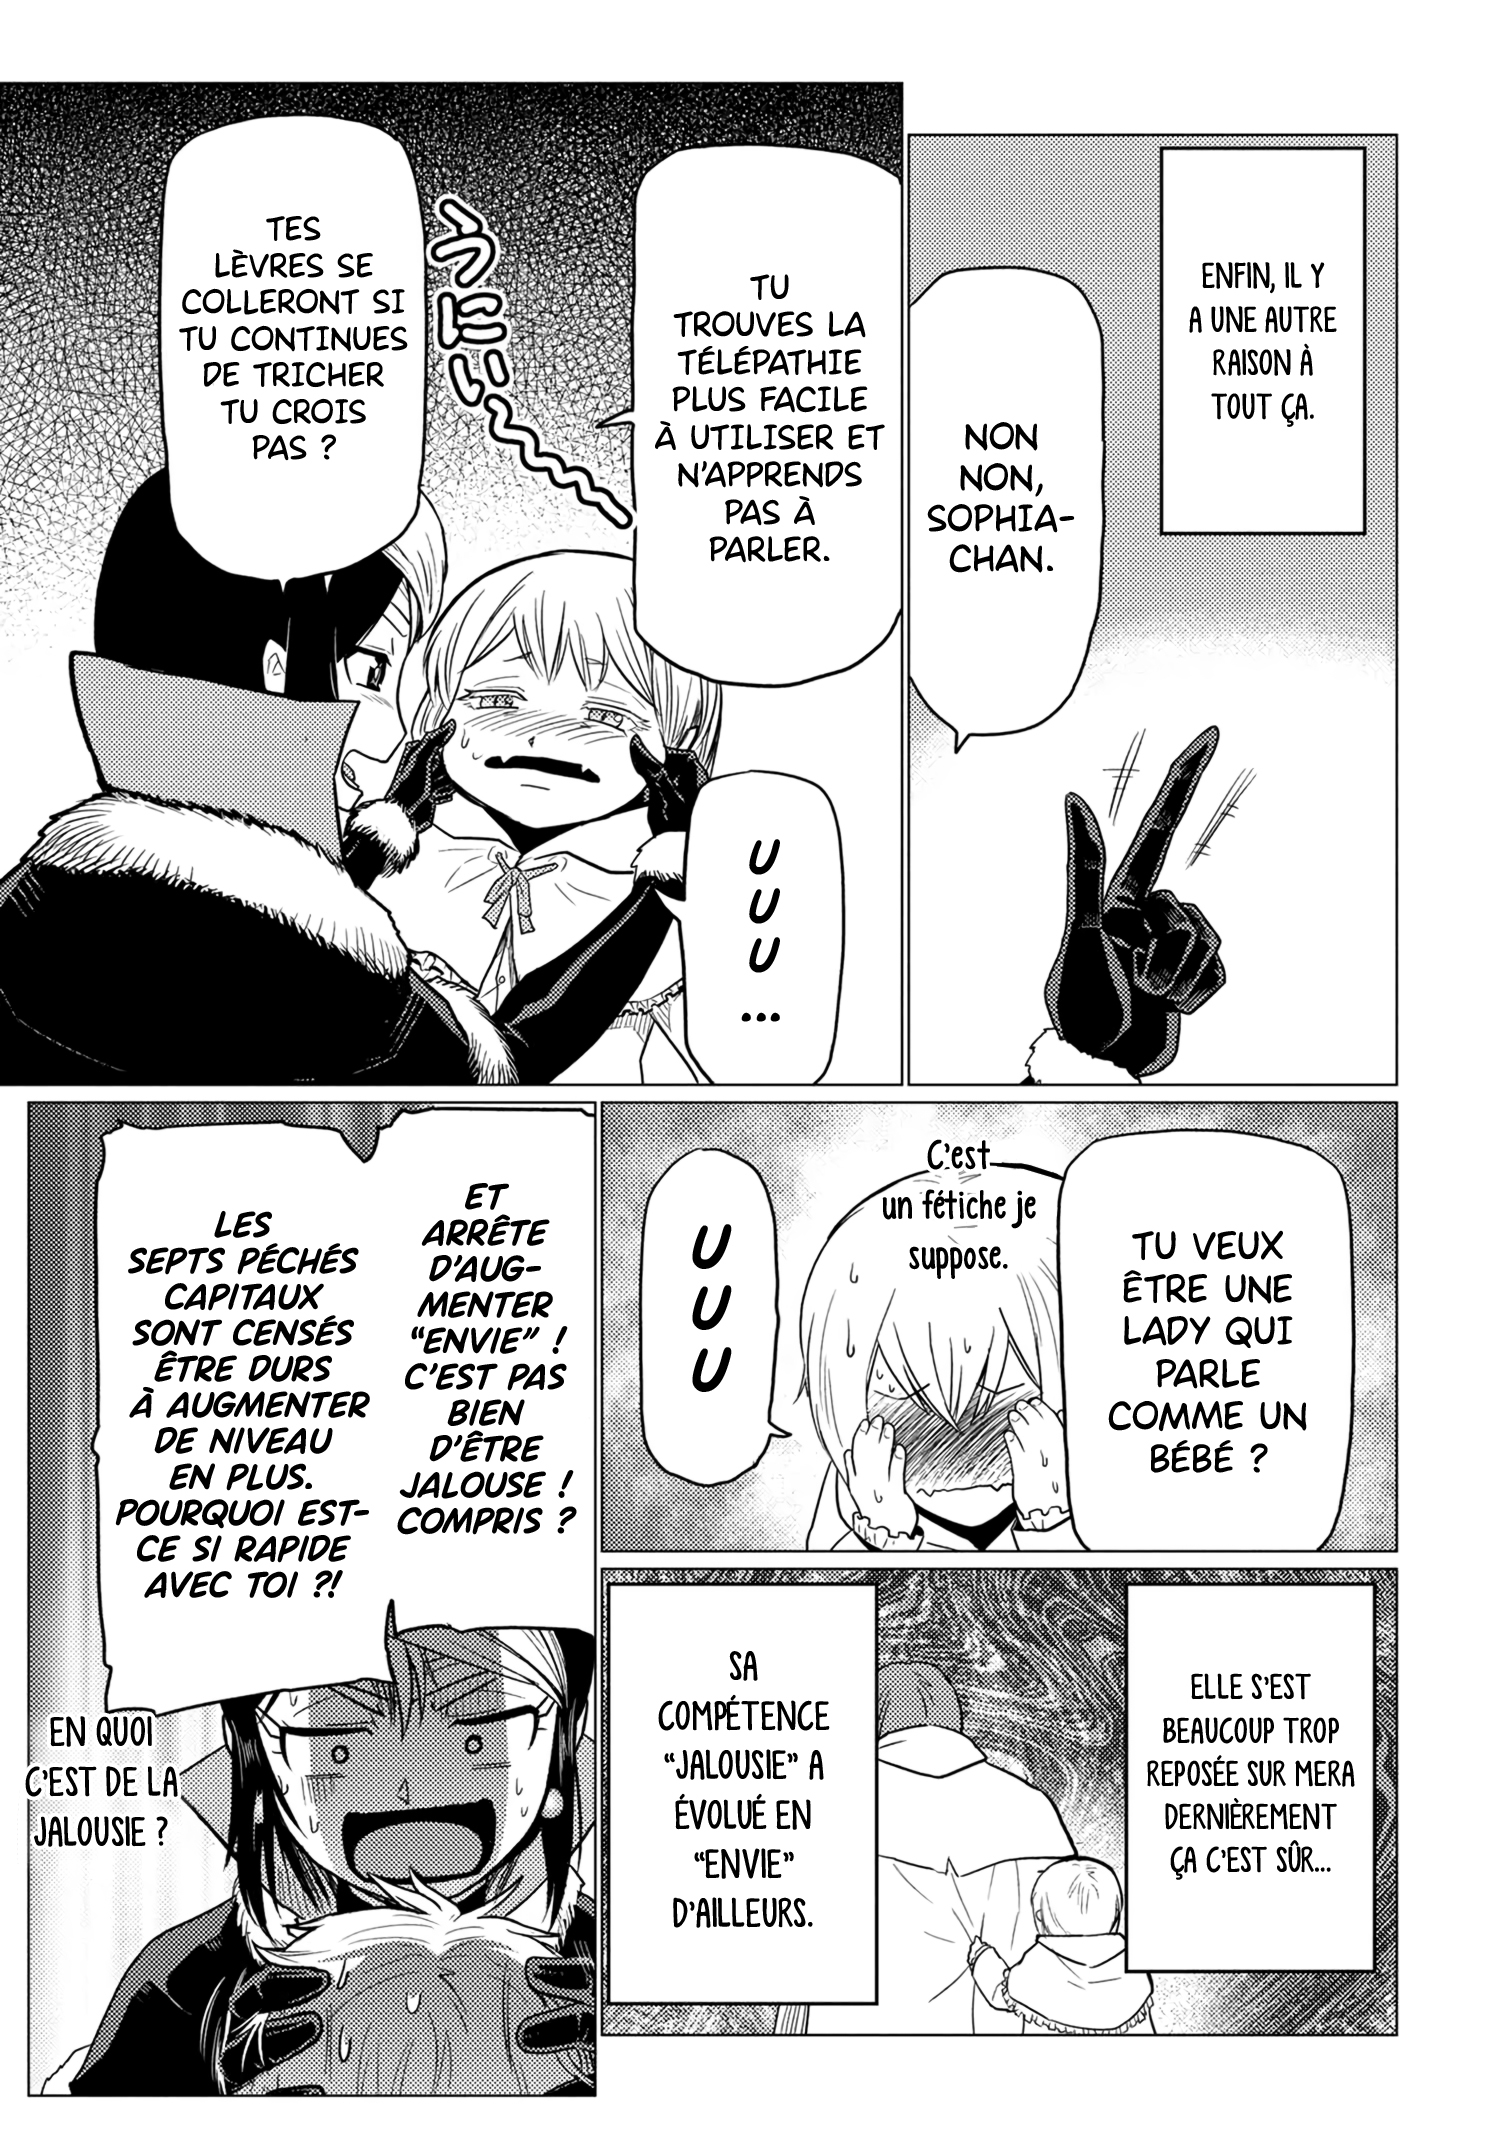 ENFIN, IL Y
A UNE AUTRE
RAISON À
TOUT ÇA.
NON
NON,
SOPHIA-
CHAN.
TU
TROUVES LA
TÉLÉPATHIE
PLUS FACILE
À UTILISER ET
N'APPRENDS
PAS À
PARLER.
うにぃ〜〜
TES
LÈVRES SE
COLLERONT SI
TU CONTINUES
DE TRICHER
TU CROIS
PAS ?
U
U
U
...
TU VEUX
ÊTRE UNE
LADY QUI
PARLE
COMME UN
BÉBÉ ?
C'est
un fétiche je
suppose.
U
U
U
ELLE S'EST
BEAUCOUP TROP
REPOSÉE SUR MERA
DERNIÈREMENT
ÇA C'EST SÛR...
SA
COMPÉTENCE
"JALOUSIE" A
ÉVOLUÉ EN
"ENVIE"
D'AILLEURS.
ET
ARRÊTE
D'AUG-
MENTER
"ENVIE" !
C'EST PAS
BIEN
D'ÊTRE
JALOUSE !
COMPRIS ?
LES
SEPTS PÉCHÉS
CAPITAUX
SONT CENSÉS
ÊTRE DURS
À AUGMENTER
DE NIVEAU
EN PLUS.
POURQUOI EST-
CE SI RAPIDE
AVEC TOI ?!
EN QUOI
C'EST DE LA
JALOUSIE ?